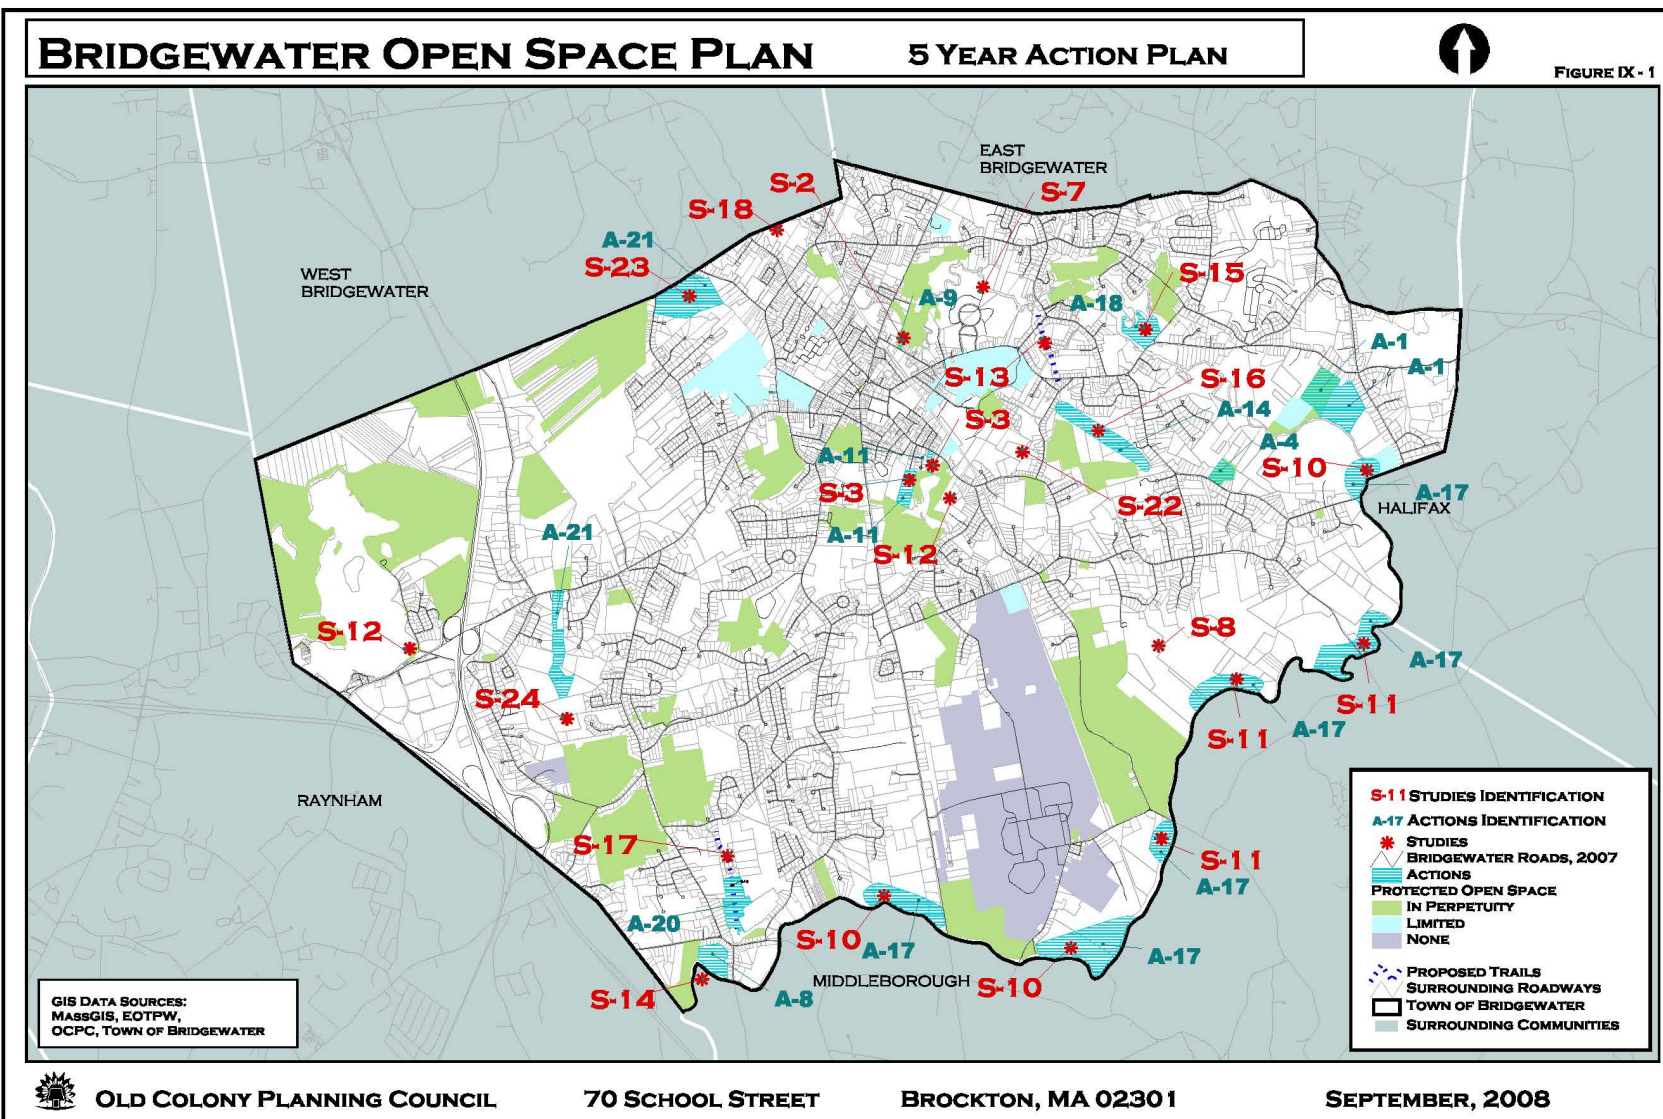 BRIDGEWATER OPEN SPACE PLAN 5 YEAR ACTION PLAN
FIGURE IX - 1
EAST
BRIDGEWATER
S-2
S-7
S-18
A-21
S-23
WEST
BRIDGEWATER
S-15
A-9
A-18
A-1
A-1
S-13
S-16
A-14
S-3
A-4
A-11
S-10
S-3
A-17
S-22
HALIFAX
A-21
A-11
S-12
S-12
S-8
A-17
S-24
S-11
A-17
S-11
RAYNHAM
S-17
S-11
A-17
A-20
S-10
A-17
A-17
MIDDLEBOROUGH
S-10
S-14
A-8
S-11 STUDIES IDENTIFICATION
A-17 ACTIONS IDENTIFICATION
STUDIES
BRIDGEWATER ROADS, 2007
ACTIONS
PROTECTED OPEN SPACE
IN PERPETUITY
LIMITED
NONE
PROPOSED TRAILS
SURROUNDING ROADWAYS
TOWN OF BRIDGEWATER
SURROUNDING COMMUNITIES
GIS DATA SOURCES:
MASSGIS, EOTPW,
OCPC, TOWN OF BRIDGEWATER
OLD COLONY PLANNING COUNCIL 70 SCHOOL STREET BROCKTON, MA 02301 SEPTEMBER, 2008